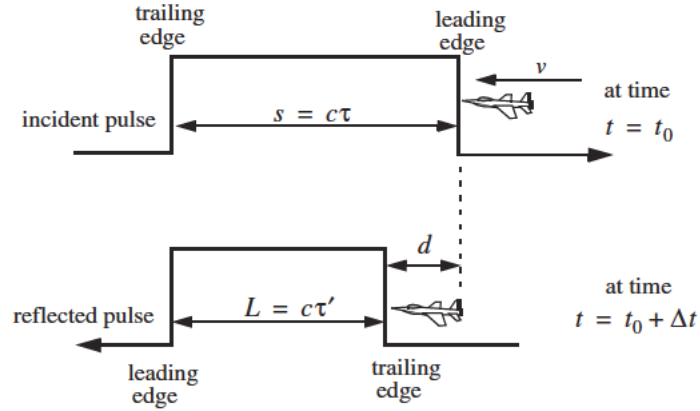 trailing
edge
leading
edge
v
at time
t = t₀
incident pulse
s = cτ
d
reflected pulse
L = cτ′
at time
t = t₀ + Δt
leading
edge
trailing
edge